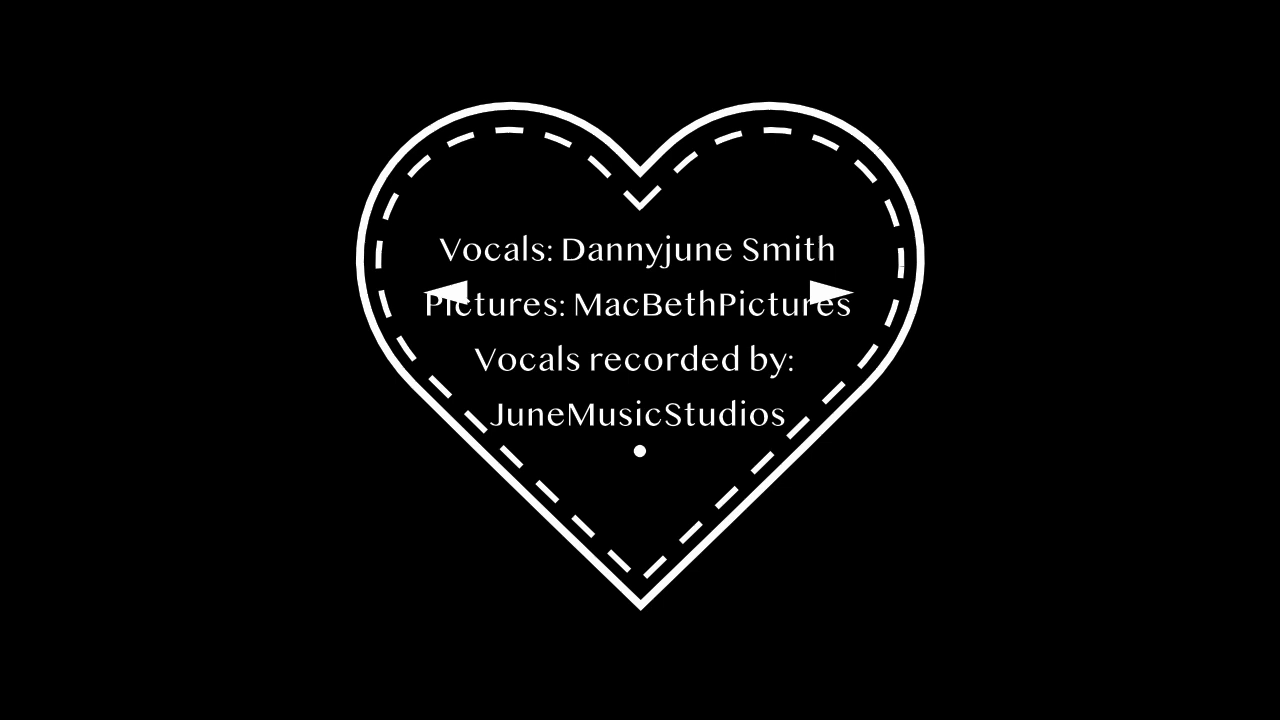 Vocals: Dannyjune Smith
Pictures: MacBethPictures
Vocals recorded by:
JuneMusicStudios